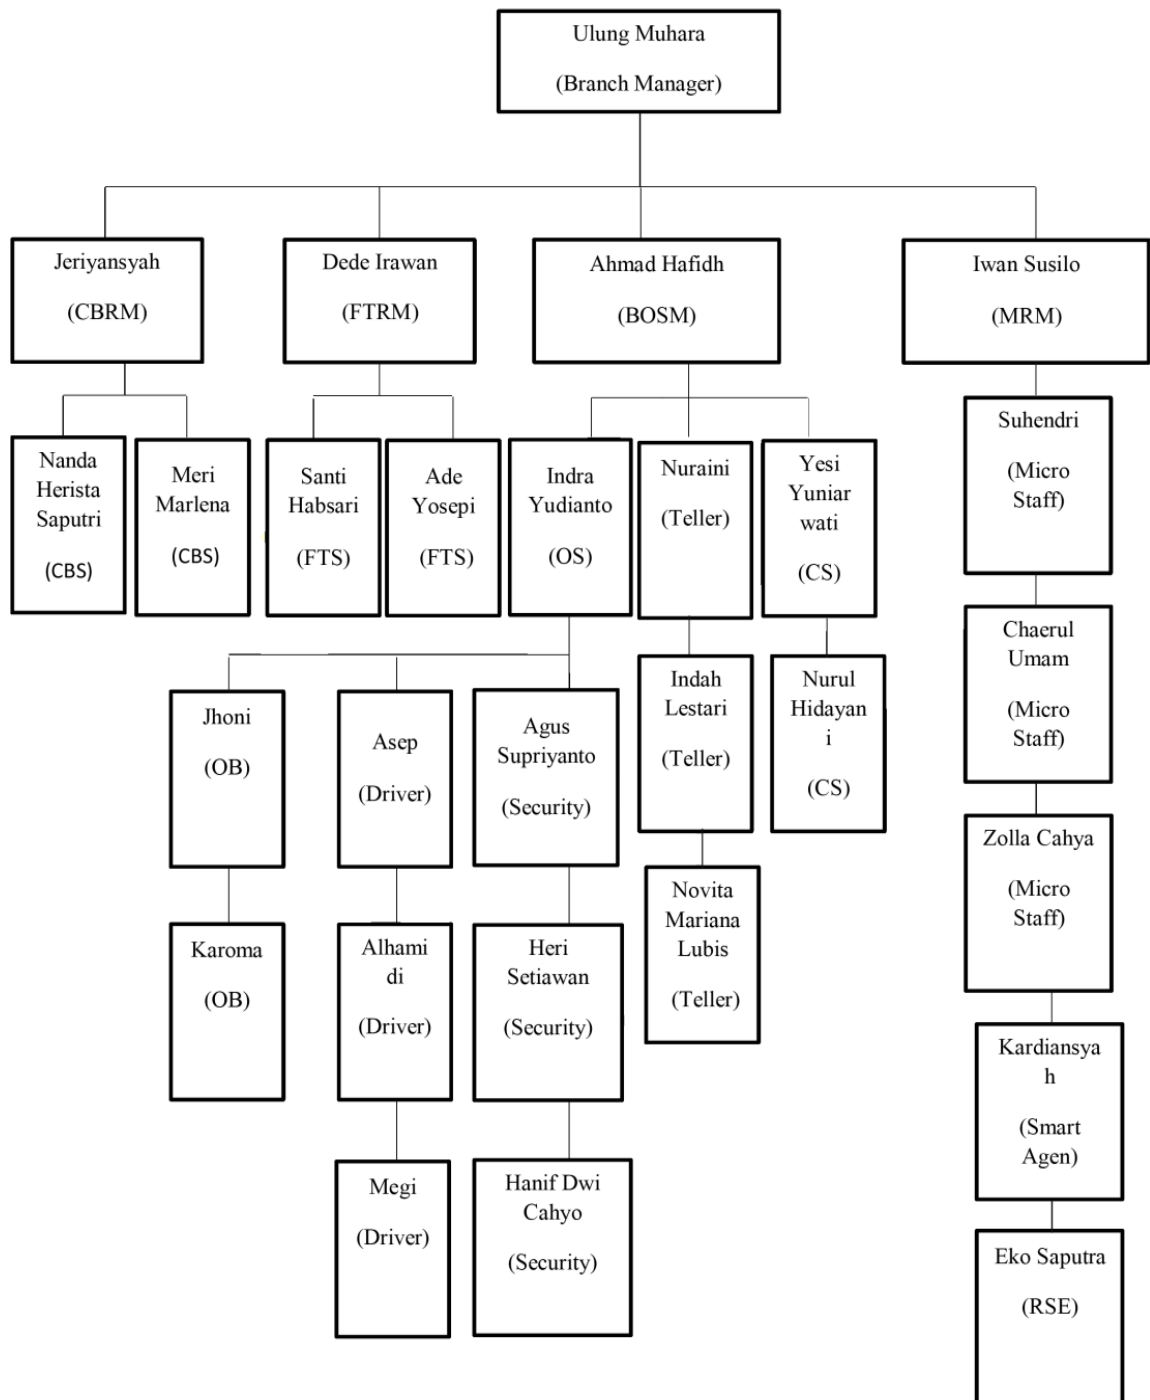 Ulung Muhara
(Branch Manager)
Jeriyansyah
(CBRM)
Dede Irawan
(FTRM)
Ahmad Hafidh
(BOSM)
Iwan Susilo
(MRM)
Nanda
Herista
Saputri
(CBS)
Meri
Marlena
(CBS)
Santi
Habsari
(FTS)
Ade
Yosepi
(FTS)
Indra
Yudianto
(OS)
Nuraini
(Teller)
Yesi
Yuniar
wati
(CS)
Suhendri
(Micro
Staff)
Jhoni
(OB)
Asep
(Driver)
Agus
Supriyanto
(Security)
Indah
Lestari
(Teller)
Nurul
Hidayan
i
(CS)
Chaerul
Umam
(Micro
Staff)
Zolla Cahya
(Micro
Staff)
Karoma
(OB)
Alhami
di
(Driver)
Heri
Setiawan
(Security)
Novita
Mariana
Lubis
(Teller)
Kardiansya
h
(Smart
Agen)
Megi
(Driver)
Hanif Dwi
Cahyo
(Security)
Eko Saputra
(RSE)